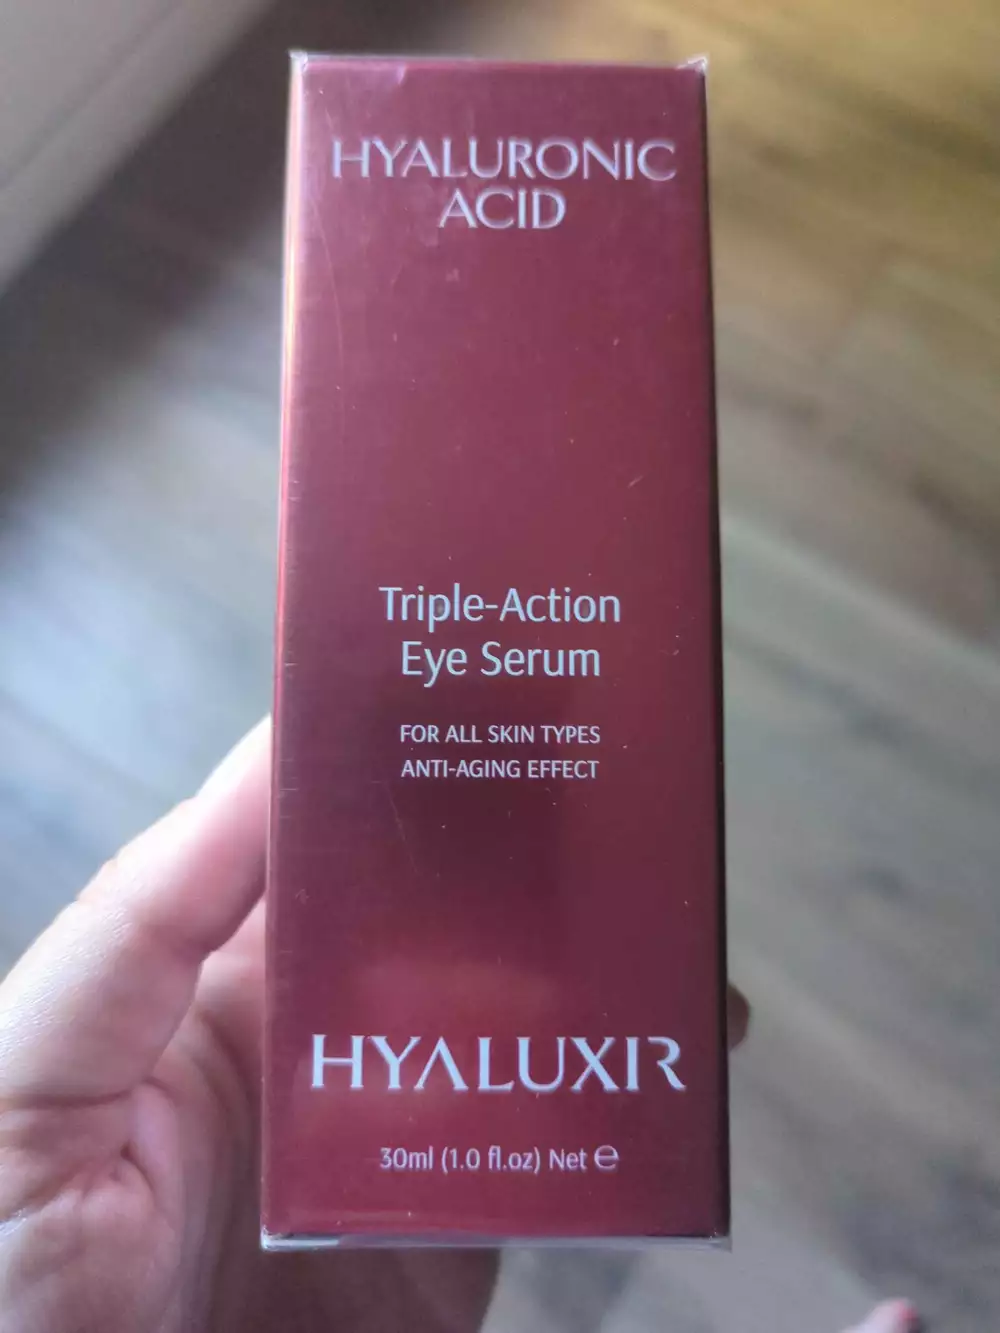 HYALURONIC
ACID
Triple-Action
Eye Serum
FOR ALL SKIN TYPES
ANTI-AGING EFFECT
HYALUXIR
30ml (1.0 fl.oz) Net ℮